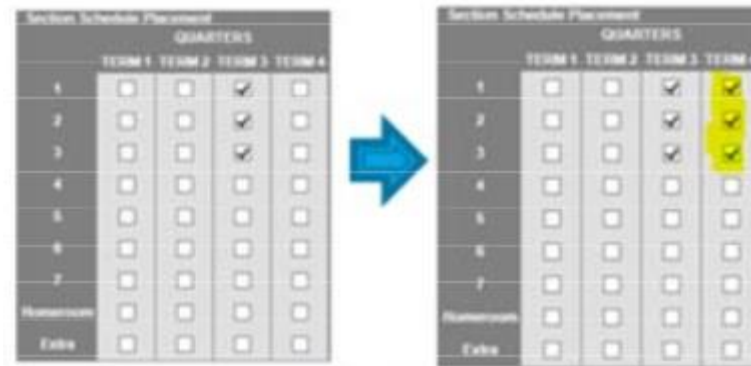 Section Schedule Placement
QUARTERS
TERM 1 TERM 2 TERM 3 TERM 4
1
2
3
4
5
6
7
Homeroom
Extra
Section Schedule Placement
QUARTERS
TERM 1 TERM 2 TERM 3 TERM
1
2
3
4
5
6
7
Homeroom
Extra